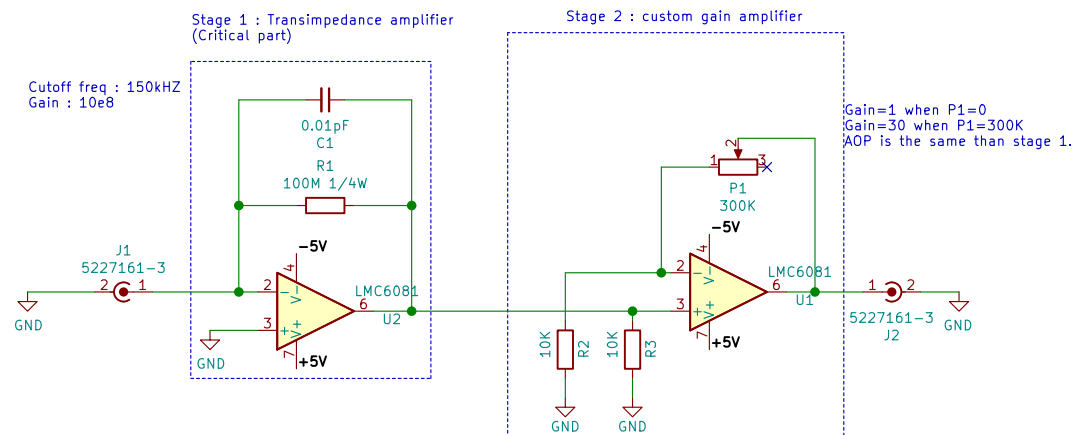 Stage 1 : Transimpedance amplifier
(Critical part)
Stage 2 : custom gain amplifier
Cutoff freq : 150kHZ
Gain : 10e8
0.01pF
C1
R1
100M 1/4W
Gain=1 when P1=0
Gain=30 when P1=300K
AOP is the same than stage 1.
1
2
3
P1
300K
J1
5227161-3
2
1
GND
-5V
4
2
3
V-
V+
-
+
7
+5V
6
LMC6081
U2
GND
-5V
4
2
3
V-
V+
-
+
7
+5V
6
LMC6081
U1
10K
R2
GND
10K
R3
GND
1
2
5227161-3
J2
GND